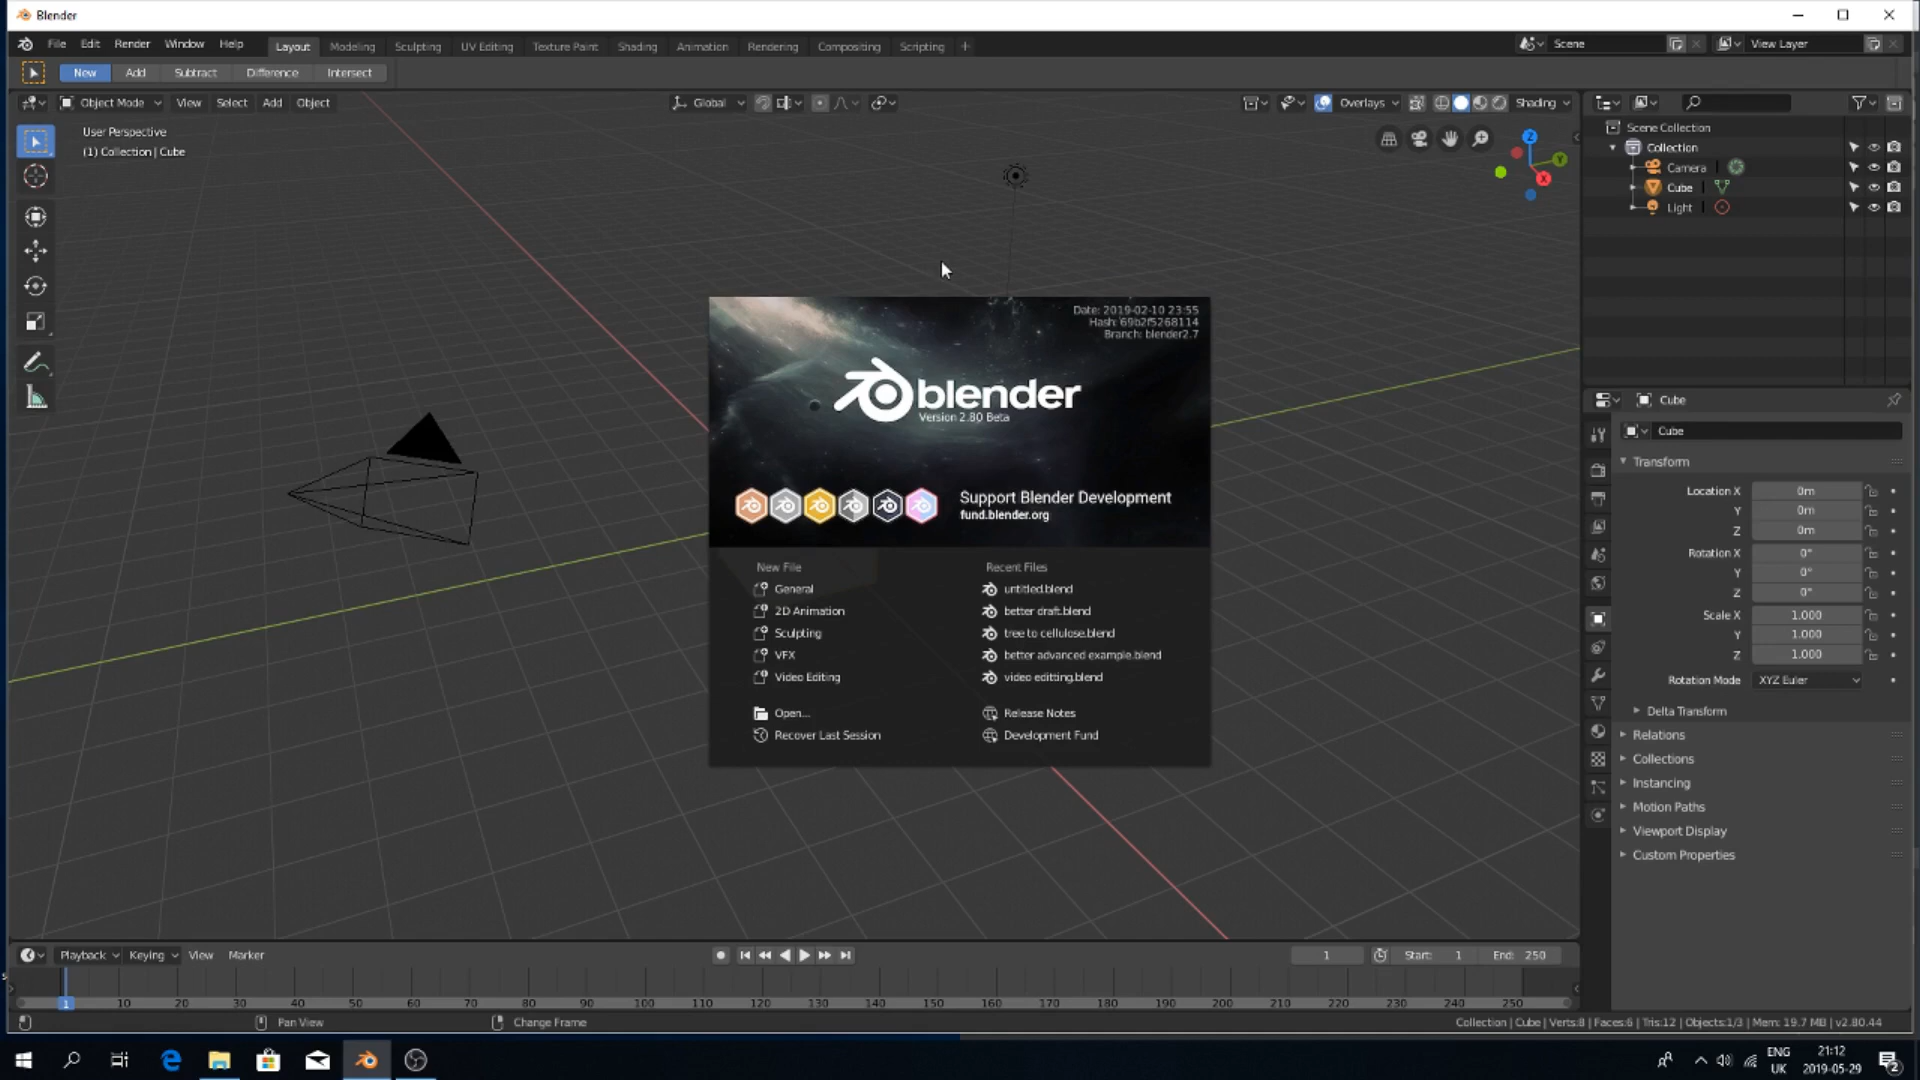 Blender
File Edit Render Window Help Layout Modeling Sculpting UV Editing Texture Paint Shading Animation Rendering Compositing Scripting + Scene View Layer
New Add Subtract Difference Intersect
Object Mode View Select Add Object Global Overlays Shading
User Perspective
(1) Collection | Cube
Z
Y
X
Scene Collection
Collection
Camera
Cube
Light
Date: 2019-02-10 23:55
Hash: 69b2f5268114
Branch: blender2.7
blender
Version 2.80 Beta
Support Blender Development
fund.blender.org
New File
General
2D Animation
Sculpting
VFX
Video Editing
Open...
Recover Last Session
Recent Files
untitled.blend
better draft.blend
tree to cellulose.blend
better advanced example.blend
video editting.blend
Release Notes
Development Fund
Cube
Cube
Transform
Location X 0m
Y 0m
Z 0m
Rotation X 0°
Y 0°
Z 0°
Scale X 1.000
Y 1.000
Z 1.000
Rotation Mode XYZ Euler
Delta Transform
Relations
Collections
Instancing
Motion Paths
Viewport Display
Custom Properties
Playback Keying View Marker 1 Start: 1 End: 250
1 10 20 30 40 50 60 70 80 90 100 110 120 130 140 150 160 170 180 190 200 210 220 230 240 250
Pan View Change Frame Collection | Cube | Verts:8 | Faces:6 | Tris:12 | Objects:1/3 | Mem: 19.7 MB | v2.80.44
ENG 21:12
UK 2019-05-29
2